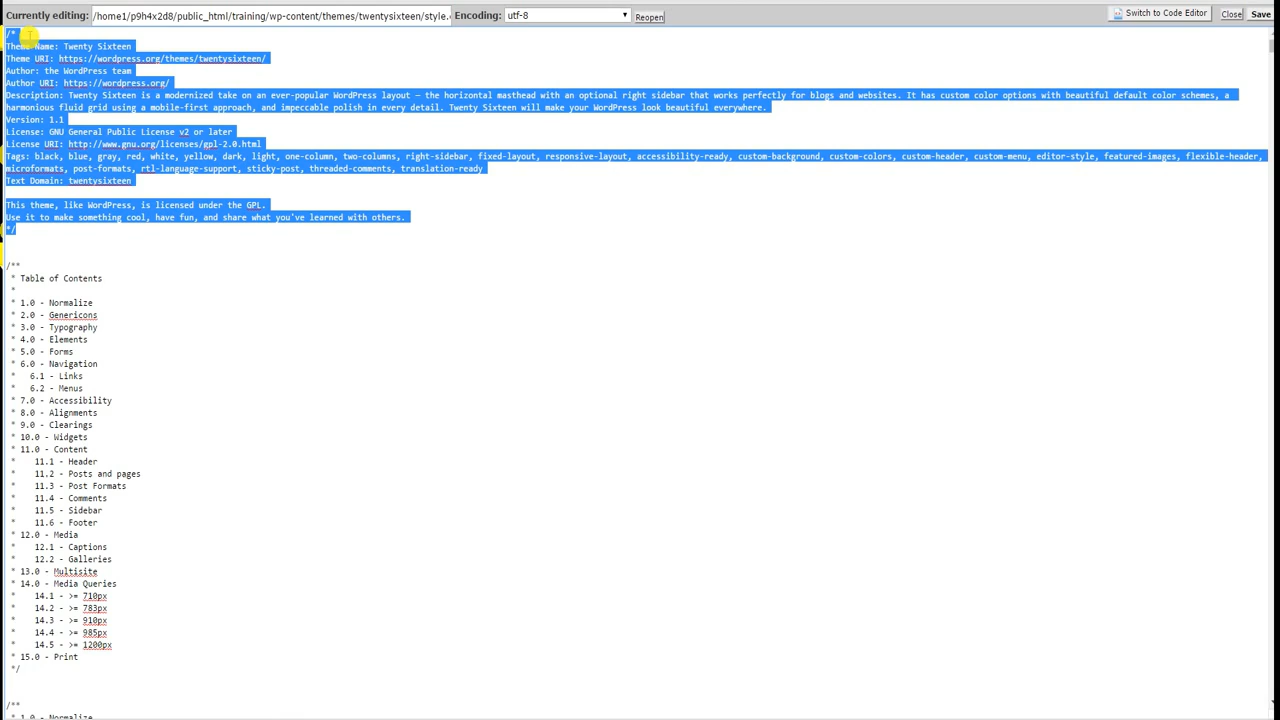 Currently editing: /home1/p9h4x2d8/public_html/training/wp-content/themes/twentysixteen/style. Encoding: utf-8 Reopen Switch to Code Editor Close Save
/*
Theme Name: Twenty Sixteen
Theme URI: https://wordpress.org/themes/twentysixteen/
Author: the WordPress team
Author URI: https://wordpress.org/
Description: Twenty Sixteen is a modernized take on an ever-popular WordPress layout — the horizontal masthead with an optional right sidebar that works perfectly for blogs and websites. It has custom color options with beautiful default color schemes, a
harmonious fluid grid using a mobile-first approach, and impeccable polish in every detail. Twenty Sixteen will make your WordPress look beautiful everywhere.
Version: 1.1
License: GNU General Public License v2 or later
License URI: http://www.gnu.org/licenses/gpl-2.0.html
Tags: black, blue, gray, red, white, yellow, dark, light, one-column, two-columns, right-sidebar, fixed-layout, responsive-layout, accessibility-ready, custom-background, custom-colors, custom-header, custom-menu, editor-style, featured-images, flexible-header,
microformats, post-formats, rtl-language-support, sticky-post, threaded-comments, translation-ready
Text Domain: twentysixteen
This theme, like WordPress, is licensed under the GPL.
Use it to make something cool, have fun, and share what you've learned with others.
*/
/**
* Table of Contents
*
* 1.0 - Normalize
* 2.0 - Genericons
* 3.0 - Typography
* 4.0 - Elements
* 5.0 - Forms
* 6.0 - Navigation
* 6.1 - Links
* 6.2 - Menus
* 7.0 - Accessibility
* 8.0 - Alignments
* 9.0 - Clearings
* 10.0 - Widgets
* 11.0 - Content
* 11.1 - Header
* 11.2 - Posts and pages
* 11.3 - Post Formats
* 11.4 - Comments
* 11.5 - Sidebar
* 11.6 - Footer
* 12.0 - Media
* 12.1 - Captions
* 12.2 - Galleries
* 13.0 - Multisite
* 14.0 - Media Queries
* 14.1 - >= 710px
* 14.2 - >= 783px
* 14.3 - >= 910px
* 14.4 - >= 985px
* 14.5 - >= 1200px
* 15.0 - Print
*/
/**
* 1.0 - Normalize